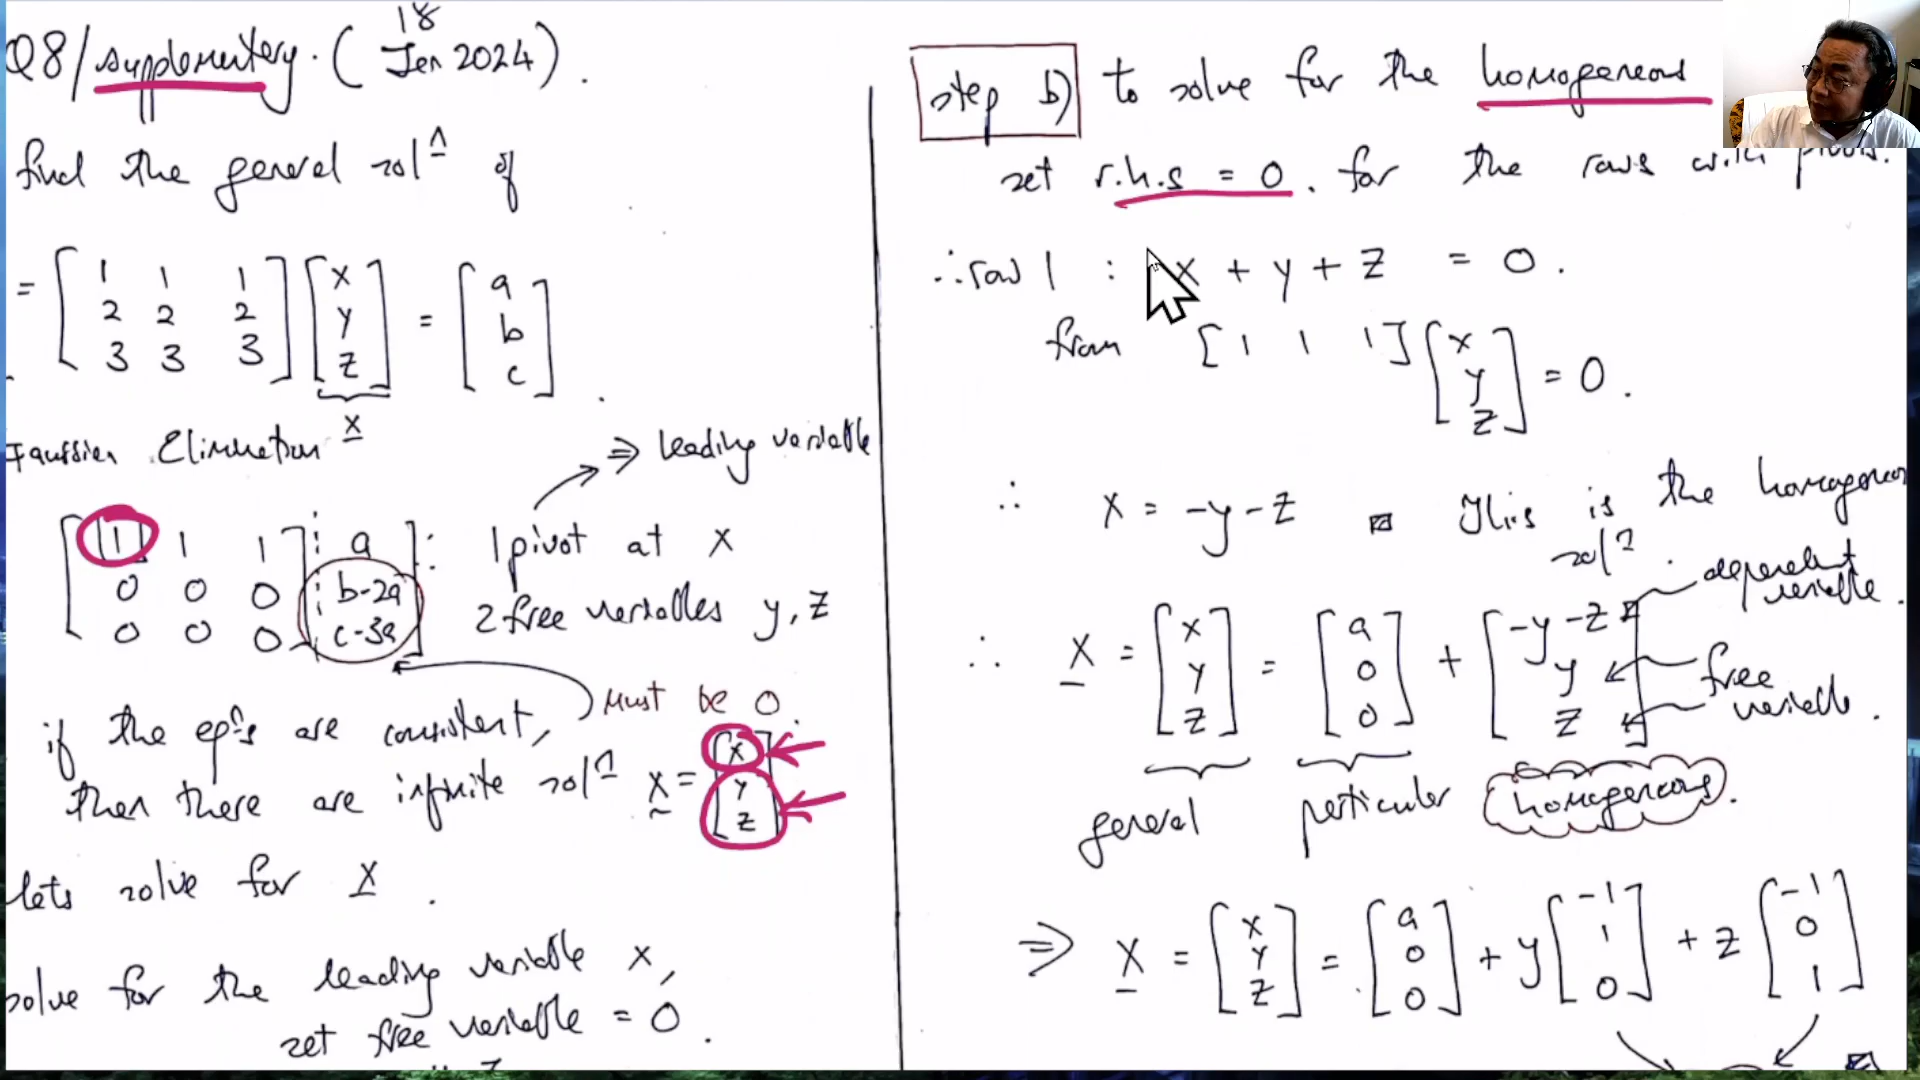 Q8/supplementary. (18 Jan 2024).
find the general solⁿ of
= [1 1 1] [x] [a]
[2 2 2] [y] = [b]
[3 3 3] [z] [c]
x
Gaussian Elimination
⇒ leading variable
[1 1 1 ⋮ a] : 1 pivot at x
[0 0 0 ⋮ b-2a] 2 free variables y, z
[0 0 0 ⋮ c-3a]
if the eqⁿs are consistent, must be 0.
then there are infinite solⁿ x = [x y z]
lets solve for x.
solve for the leading variable x,
set free variable = 0.
step b) to solve for the homogeneous
set r.h.s = 0. for the rows with pivots.
∴ row 1 : x + y + z = 0.
from [1 1 1] [x y z] = 0.
∴ x = -y-z This is the homogeneous
solⁿ.
dependent variable.
∴ x = [x] = [a] + [-y-z]
[y] [0] [y] free
[z] [0] [z] variable.
general particular homogeneous.
⇒ x = [x] = [a] + y [-1] + z [-1]
[y] [0] [1] [0]
[z] [0] [0] [1]